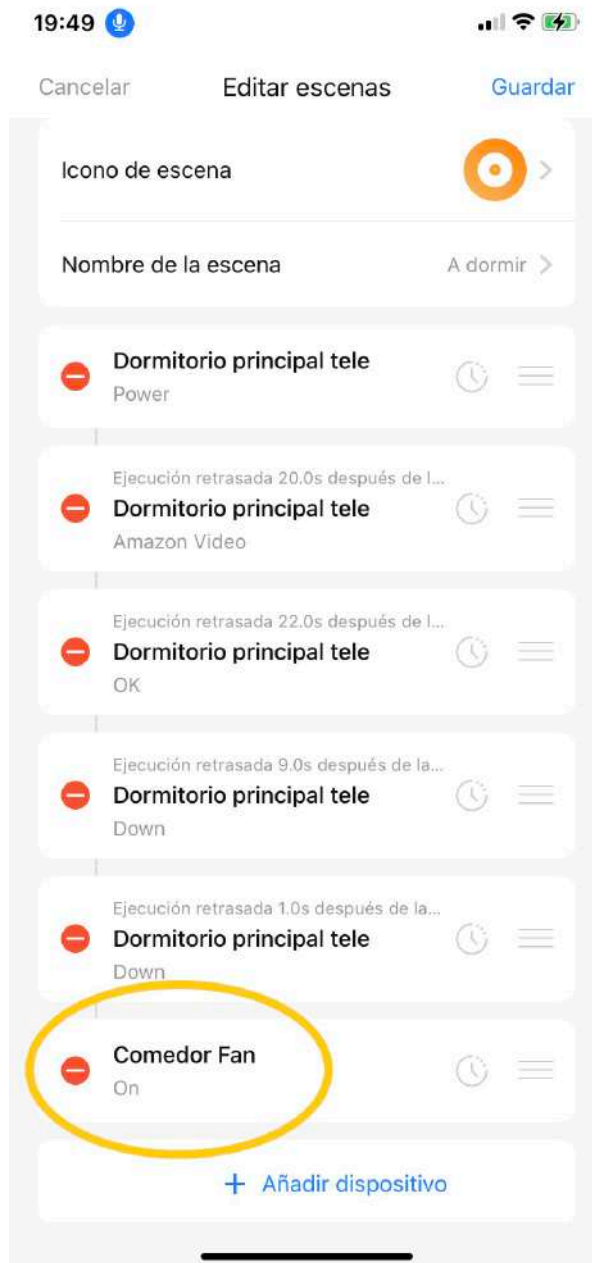 19:49
Cancelar Editar escenas Guardar
Icono de escena
Nombre de la escena A dormir
Dormitorio principal tele
Power
Ejecución retrasada 20.0s después de l...
Dormitorio principal tele
Amazon Video
Ejecución retrasada 22.0s después de l...
Dormitorio principal tele
OK
Ejecución retrasada 9.0s después de la...
Dormitorio principal tele
Down
Ejecución retrasada 1.0s después de la...
Dormitorio principal tele
Down
Comedor Fan
On
+ Añadir dispositivo